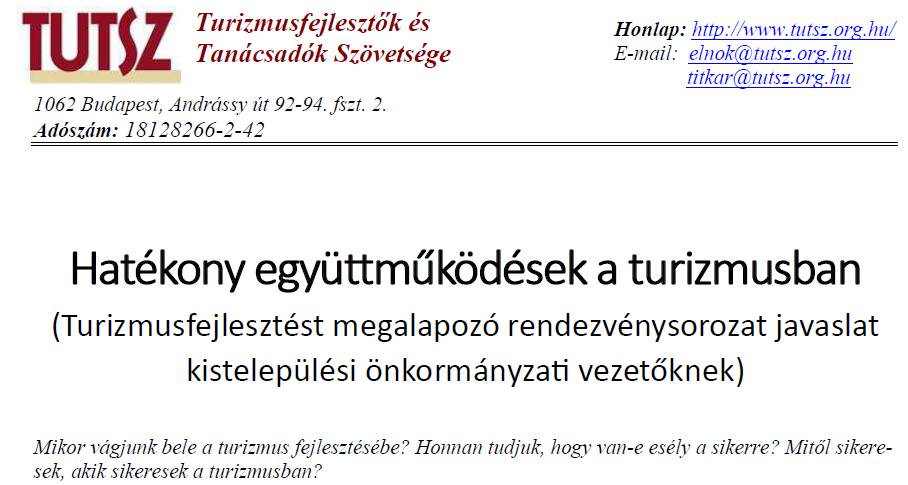 TUTSZ
Turizmusfejlesztők és
Tanácsadók Szövetsége
Honlap: http://www.tutsz.org.hu/
E-mail: elnok@tutsz.org.hu
titkar@tutsz.org.hu
1062 Budapest, Andrássy út 92-94. fszt. 2.
Adószám: 18128266-2-42
Hatékony együttműködések a turizmusban
(Turizmusfejlesztést megalapozó rendezvénysorozat javaslat
kistelepülési önkormányzati vezetőknek)
Mikor vágjunk bele a turizmus fejlesztésébe? Honnan tudjuk, hogy van-e esély a sikerre? Mitől sikere-
sek, akik sikeresek a turizmusban?